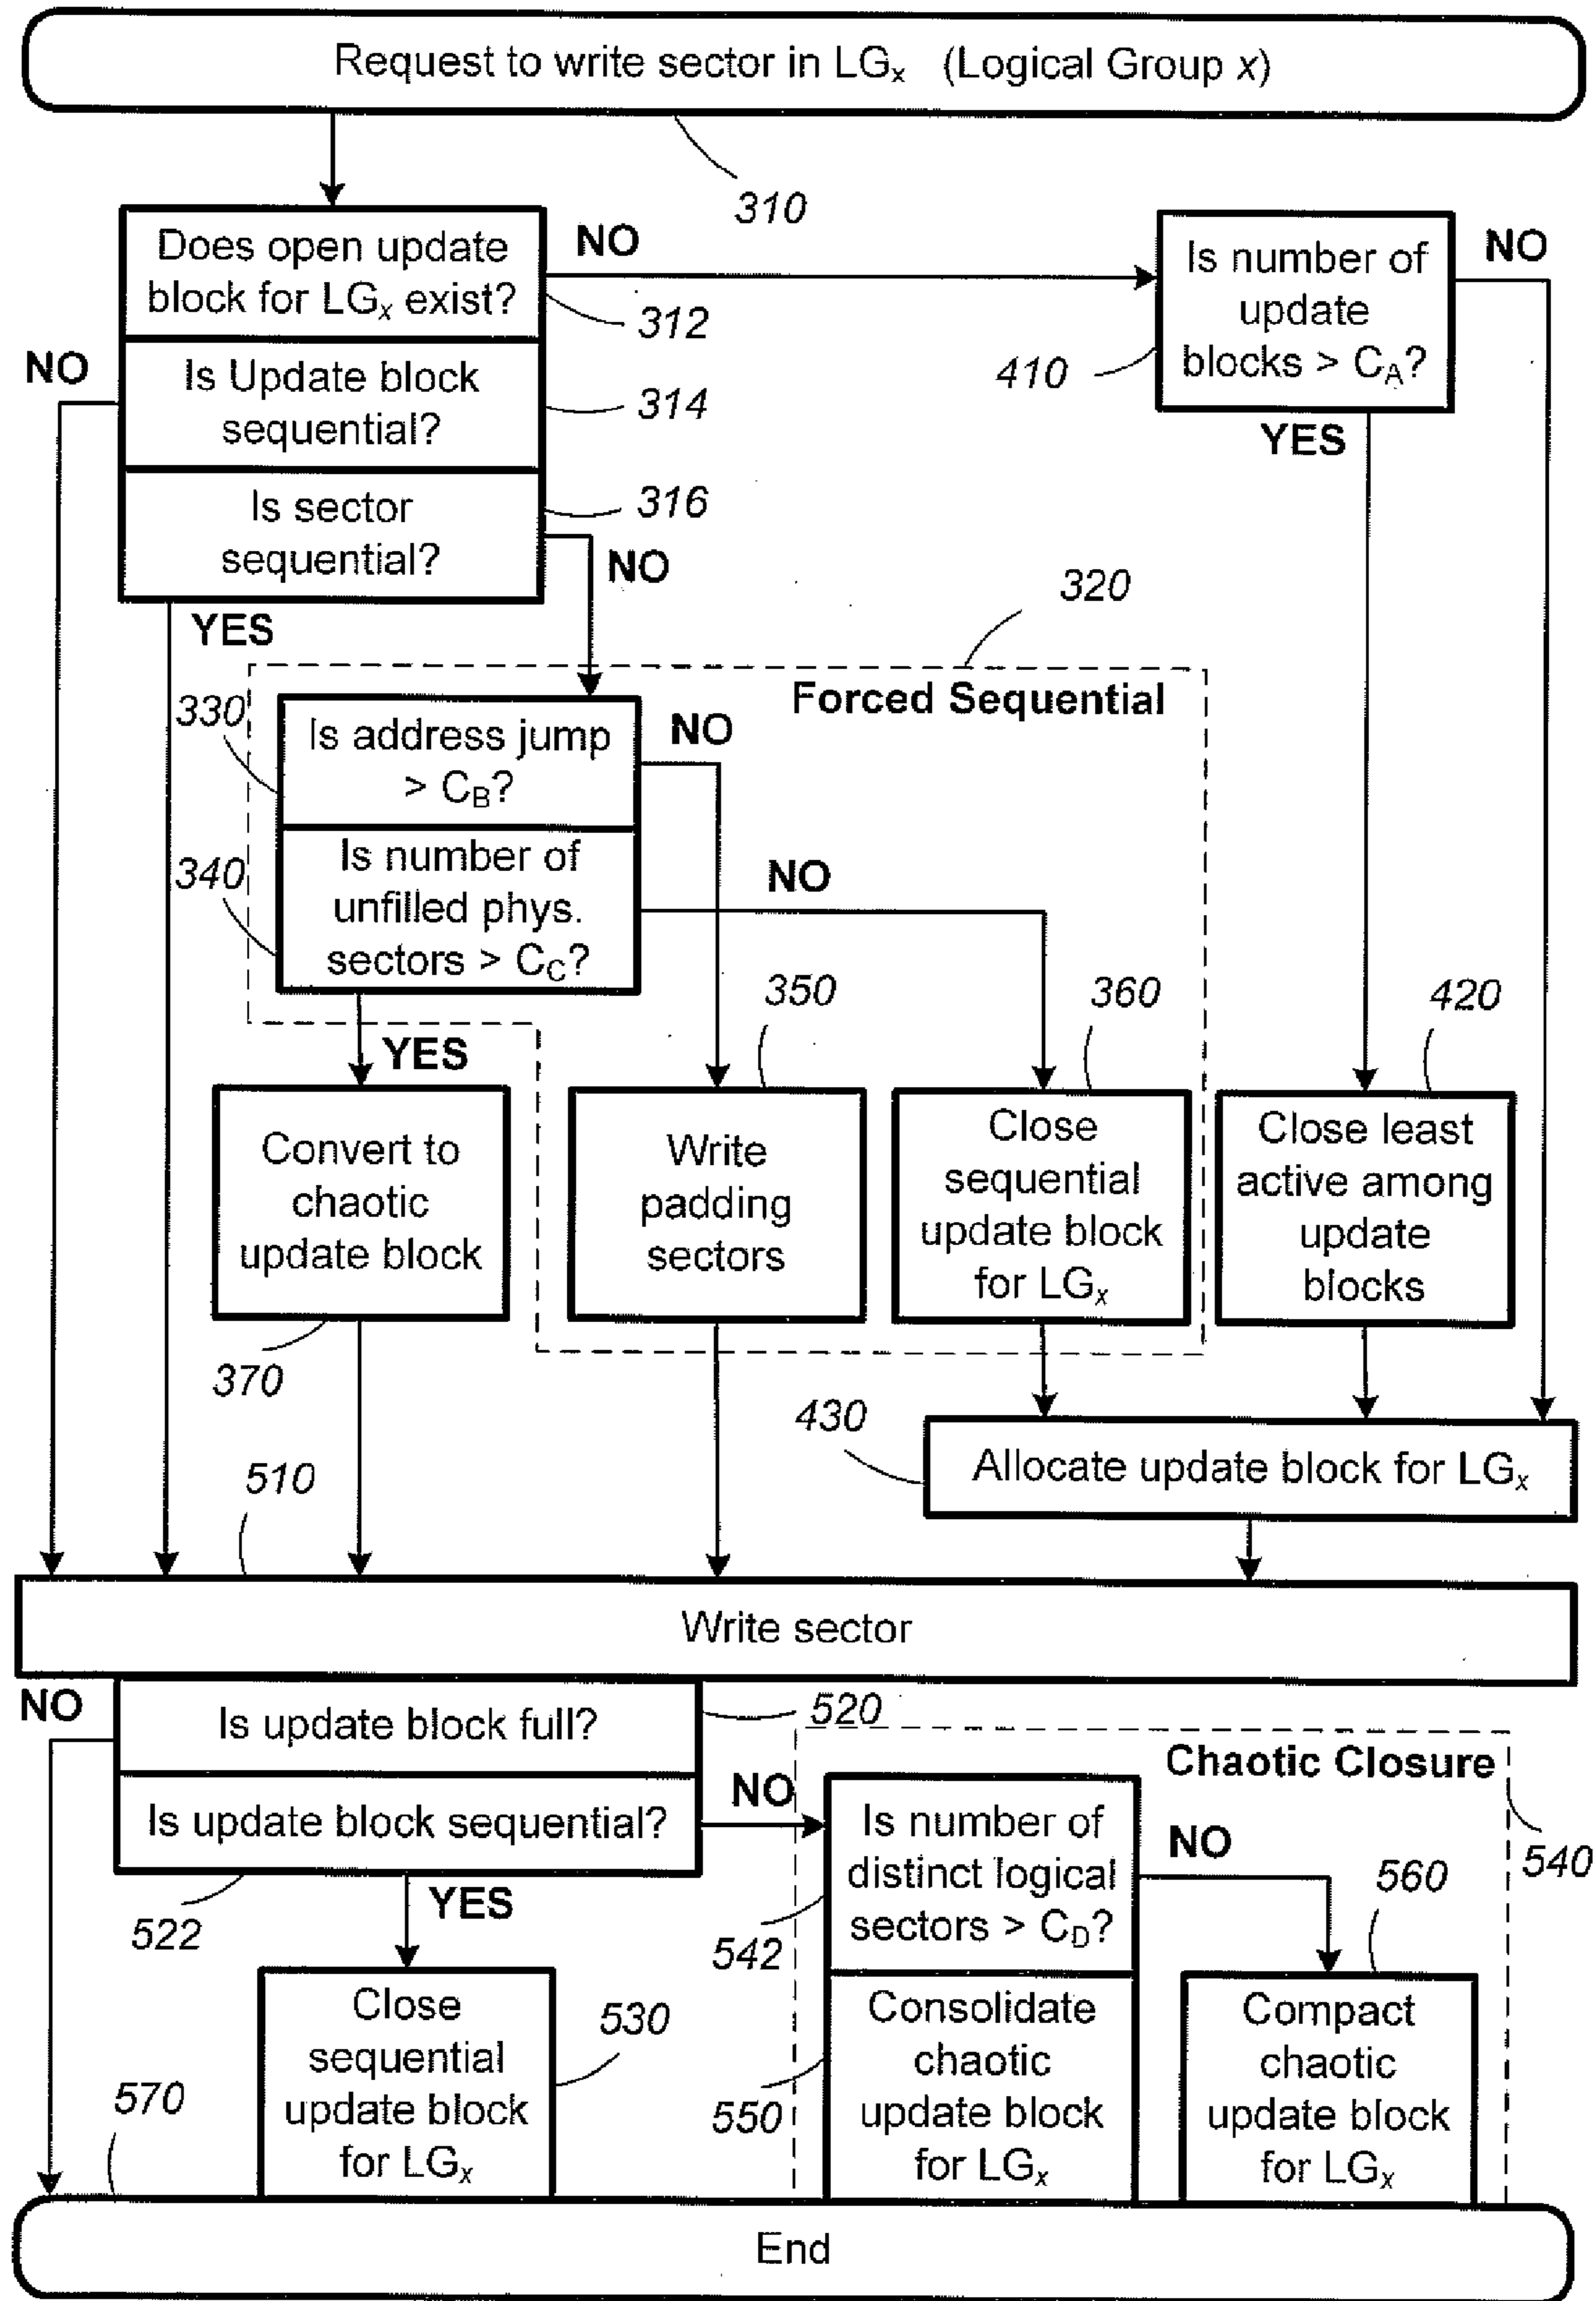 Request to write sector in LGx (Logical Group x)
310
Does open update
block for LGx exist?
NO
312
Is number of
update
blocks > CA?
NO
410
YES
NO
Is Update block
sequential?
314
Is sector
sequential?
316
NO
YES
320
Forced Sequential
330
Is address jump
> CB?
NO
340
Is number of
unfilled phys.
sectors > CC?
NO
YES
350
360
420
Convert to
chaotic
update block
370
Write
padding
sectors
Close
sequential
update block
for LGx
Close least
active among
update
blocks
430
Allocate update block for LGx
510
Write sector
NO
Is update block full?
520
Is update block sequential?
NO
522
YES
Chaotic Closure
540
Is number of
distinct logical
sectors > CD?
NO
542
560
Close
sequential
update block
for LGx
530
Consolidate
chaotic
update block
for LGx
550
Compact
chaotic
update block
for LGx
570
End